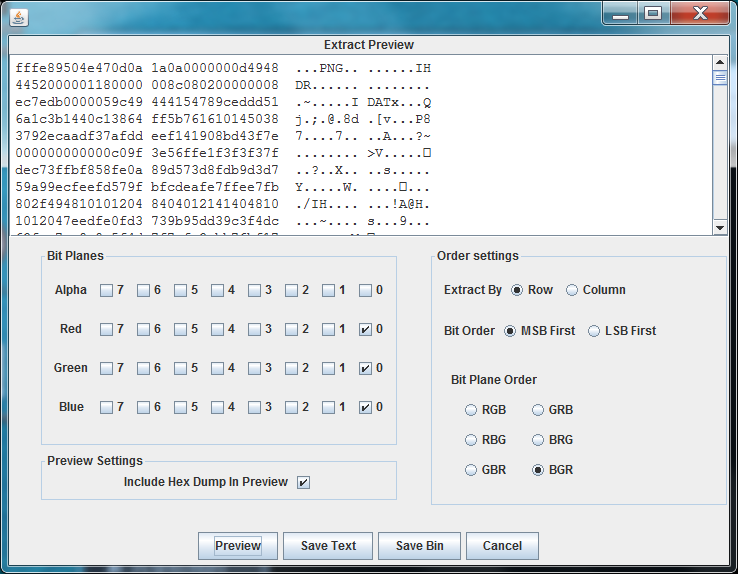 Extract Preview
fffe89504e470d0a 1a0a0000000d4948 ...PNG.. ......IH
4452000001180000 008c080200000008 DR...... ........
ec7edb0000059c49 444154789ceddd51 .~.....I DATx...Q
6a1c3b1440c13864 ff5b761610145038 j.;.@.8d .[v...P8
3792ecaadf37afdd eef141908bd43f7e 7....7.. ..A...?~
000000000000c09f 3e56ffe1f3f3f37f ........ >V.....
dec73ffbf858fe0a 89d573d8fdb9d3d7 ..?..X.. ..s.....
59a99ecfeefd579f bfcdeafe7ffee7fb Y.....W. ........
802f494810101204 8404012141404810 ./IH.... ...!A@H.
1012047eedfe0fd3 739b95dd39c3f4dc ...~.... s...9...
Bit Planes
Alpha 7 6 5 4 3 2 1 0
Red 7 6 5 4 3 2 1 0
Green 7 6 5 4 3 2 1 0
Blue 7 6 5 4 3 2 1 0
Preview Settings
Include Hex Dump In Preview
Order settings
Extract By Row Column
Bit Order MSB First LSB First
Bit Plane Order
RGB GRB
RBG BRG
GBR BGR
Preview Save Text Save Bin Cancel